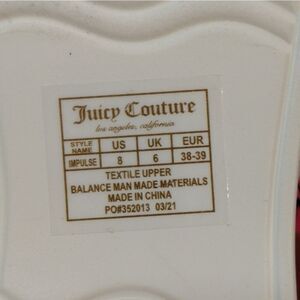 Juicy Couture
los angeles, california
STYLE NAME US UK EUR
IMPULSE 8 6 38-39
TEXTILE UPPER
BALANCE MAN MADE MATERIALS
MADE IN CHINA
PO#352013 03/21